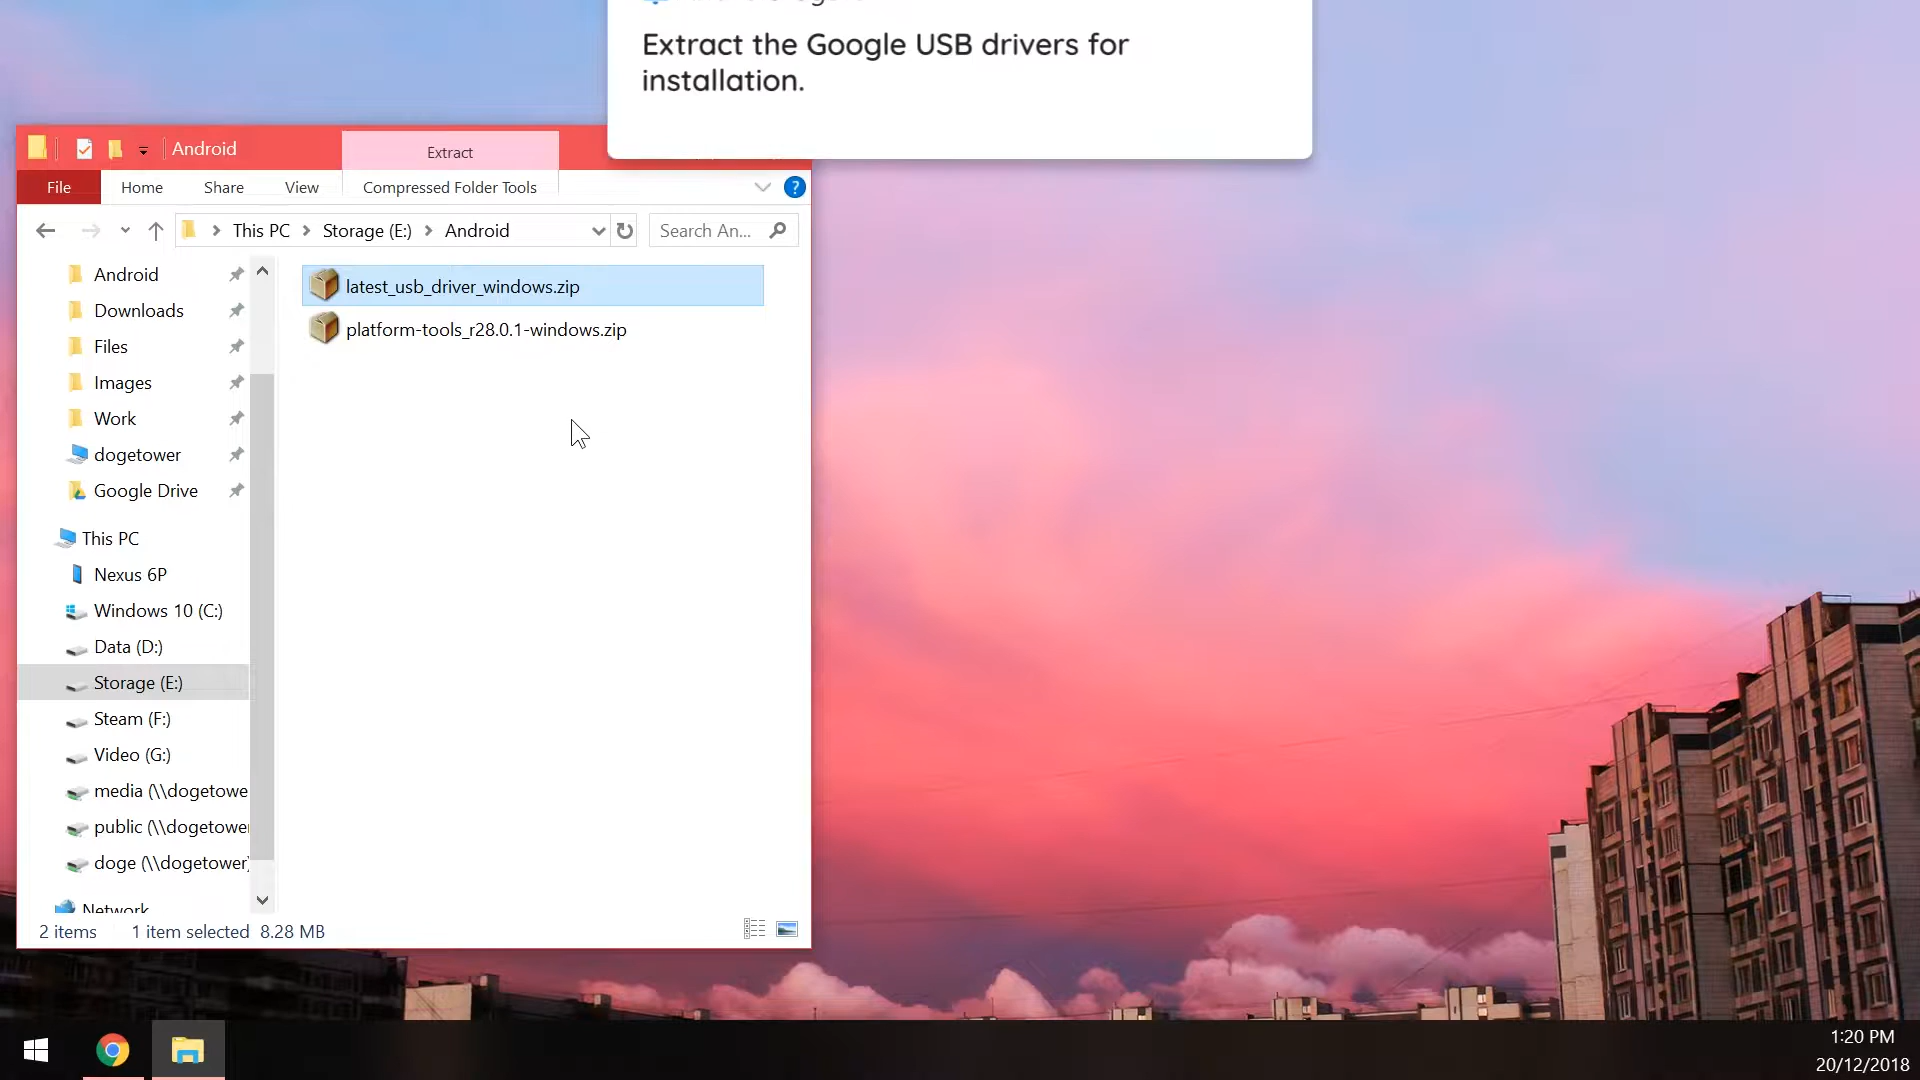 Extract the Google USB drivers for
installation.
Android
Extract
File
Home
Share
View
Compressed Folder Tools
?
This PC
Storage (E:)
Android
Search An...
Android
Downloads
Files
Images
Work
dogetower
Google Drive
This PC
Nexus 6P
Windows 10 (C:)
Data (D:)
Storage (E:)
Steam (F:)
Video (G:)
media (\\dogetowe
public (\\dogetower
doge (\\dogetower)
Network
latest_usb_driver_windows.zip
platform-tools_r28.0.1-windows.zip
2 items
1 item selected 8.28 MB
1:20 PM
20/12/2018